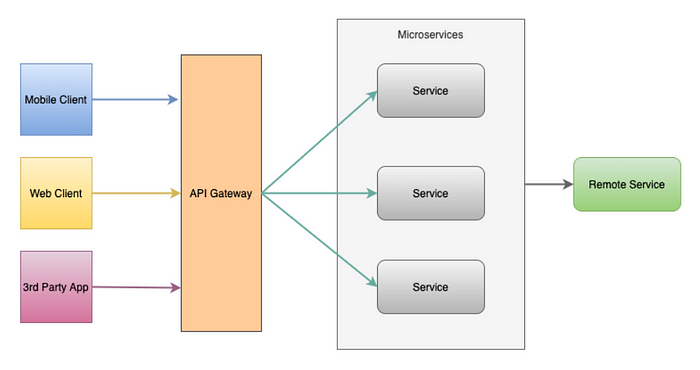 Microservices
Mobile Client
Service
Web Client
API Gateway
Service
Remote Service
3rd Party App
Service